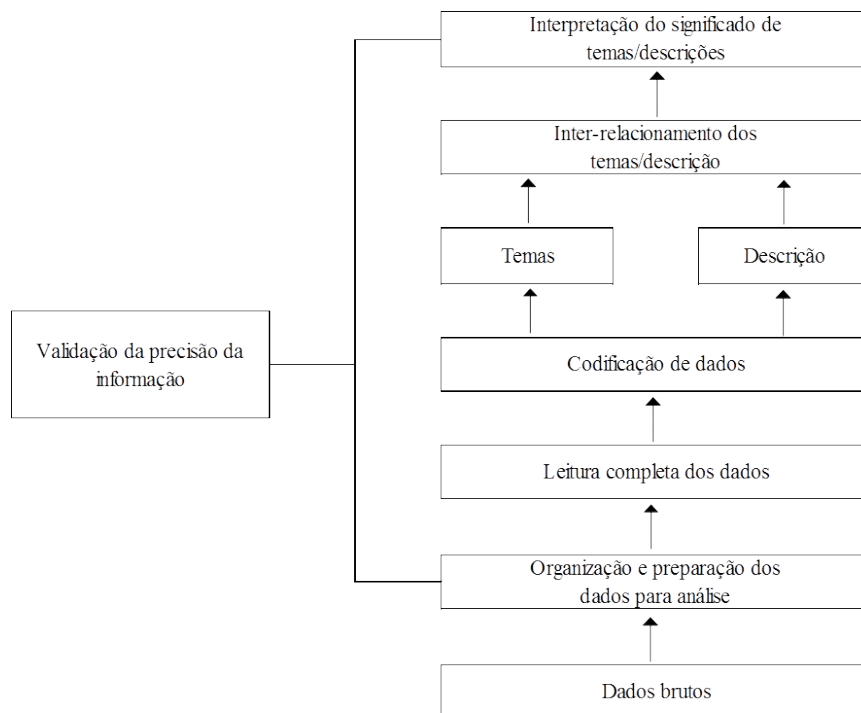 Interpretação do significado de
temas/descrições
Inter-relacionamento dos
temas/descrição
Temas
Descrição
Validação da precisão da
informação
Codificação de dados
Leitura completa dos dados
Organização e preparação dos
dados para análise
Dados brutos